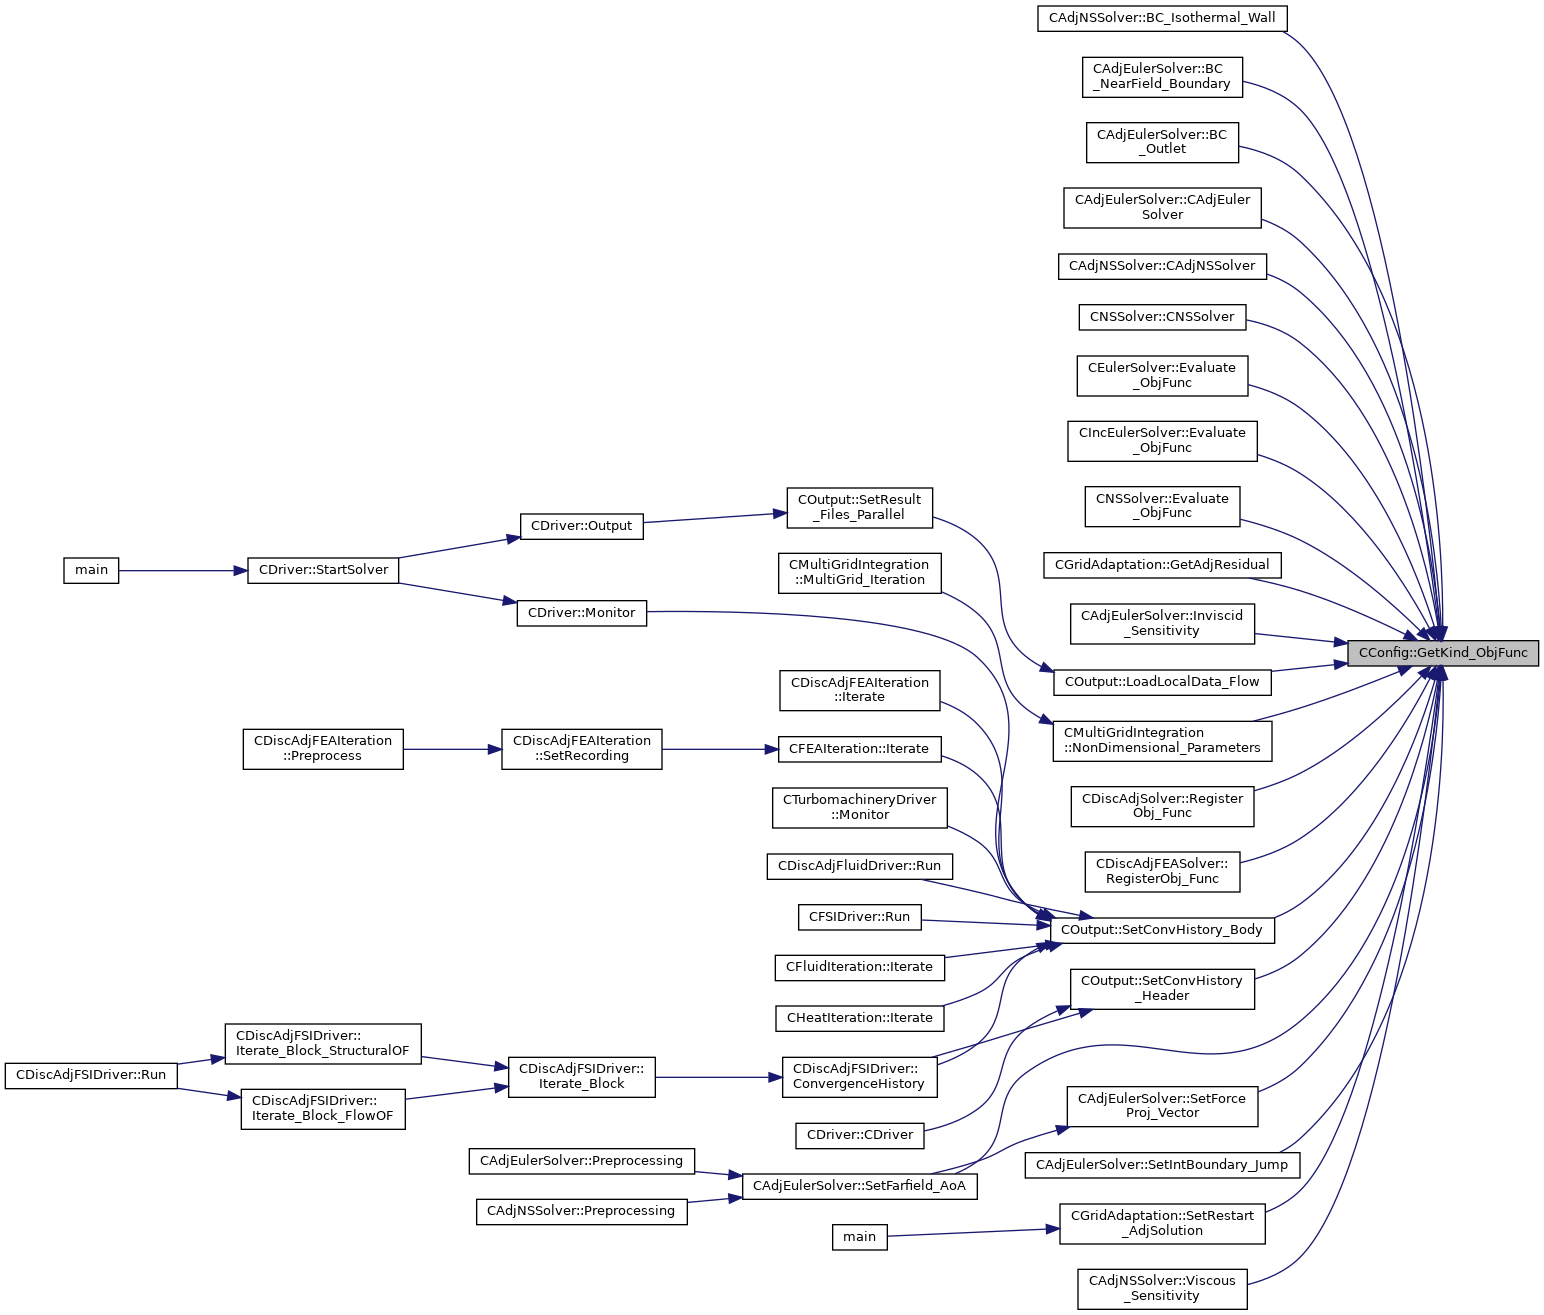 CAdjNSSolver::BC_Isothermal_Wall
CAdjEulerSolver::BC
_NearField_Boundary
CAdjEulerSolver::BC
_Outlet
CAdjEulerSolver::CAdjEuler
Solver
CAdjNSSolver::CAdjNSSolver
CNSSolver::CNSSolver
CEulerSolver::Evaluate
_ObjFunc
CIncEulerSolver::Evaluate
_ObjFunc
CNSSolver::Evaluate
_ObjFunc
CGridAdaptation::GetAdjResidual
CAdjEulerSolver::Inviscid
_Sensitivity
CConfig::GetKind_ObjFunc
COutput::LoadLocalData_Flow
CMultiGridIntegration
::NonDimensional_Parameters
CDiscAdjSolver::Register
Obj_Func
CDiscAdjFEASolver::
RegisterObj_Func
COutput::SetConvHistory_Body
COutput::SetConvHistory
_Header
CAdjEulerSolver::SetForce
Proj_Vector
CAdjEulerSolver::SetIntBoundary_Jump
CGridAdaptation::SetRestart
_AdjSolution
CAdjNSSolver::Viscous
_Sensitivity
COutput::SetResult
_Files_Parallel
CMultiGridIntegration
::MultiGrid_Iteration
CDiscAdjFEAIteration
::Iterate
CFEAIteration::Iterate
CTurbomachineryDriver
::Monitor
CDiscAdjFluidDriver::Run
CFSIDriver::Run
CFluidIteration::Iterate
CHeatIteration::Iterate
CDiscAdjFSIDriver::
ConvergenceHistory
CDriver::CDriver
CAdjEulerSolver::SetFarfield_AoA
main
CDriver::Output
CDriver::Monitor
CDiscAdjFEAIteration
::SetRecording
CDiscAdjFSIDriver::
Iterate_Block
CAdjEulerSolver::Preprocessing
CAdjNSSolver::Preprocessing
CDriver::StartSolver
CDiscAdjFEAIteration
::Preprocess
CDiscAdjFSIDriver::
Iterate_Block_StructuralOF
CDiscAdjFSIDriver::
Iterate_Block_FlowOF
main
CDiscAdjFSIDriver::Run